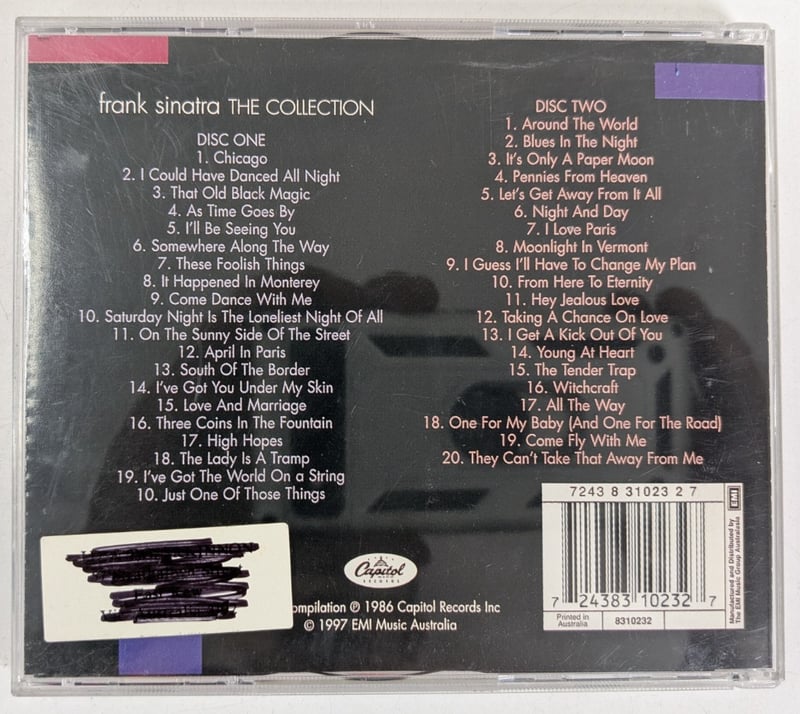 frank sinatra THE COLLECTION
DISC ONE
1. Chicago
2. I Could Have Danced All Night
3. That Old Black Magic
4. As Time Goes By
5. I'll Be Seeing You
6. Somewhere Along The Way
7. These Foolish Things
8. It Happened In Monterey
9. Come Dance With Me
10. Saturday Night Is The Loneliest Night Of All
11. On The Sunny Side Of The Street
12. April In Paris
13. South Of The Border
14. I've Got You Under My Skin
15. Love And Marriage
16. Three Coins In The Fountain
17. High Hopes
18. The Lady Is A Tramp
19. I've Got The World On a String
10. Just One Of Those Things
DISC TWO
1. Around The World
2. Blues In The Night
3. It's Only A Paper Moon
4. Pennies From Heaven
5. Let's Get Away From It All
6. Night And Day
7. I Love Paris
8. Moonlight In Vermont
9. I Guess I'll Have To Change My Plan
10. From Here To Eternity
11. Hey Jealous Love
12. Taking A Chance On Love
13. I Get A Kick Out Of You
14. Young At Heart
15. The Tender Trap
16. Witchcraft
17. All The Way
18. One For My Baby (And One For The Road)
19. Come Fly With Me
20. They Can't Take That Away From Me
Capitol
RECORDS
ompilation ℗ 1986 Capitol Records Inc
© 1997 EMI Music Australia
7243 8 31023 2 7
7 24383 10232 7
Printed in
Australia
8310232
EMI
Manufactured and Distributed by
The EMI Music Group Australasia